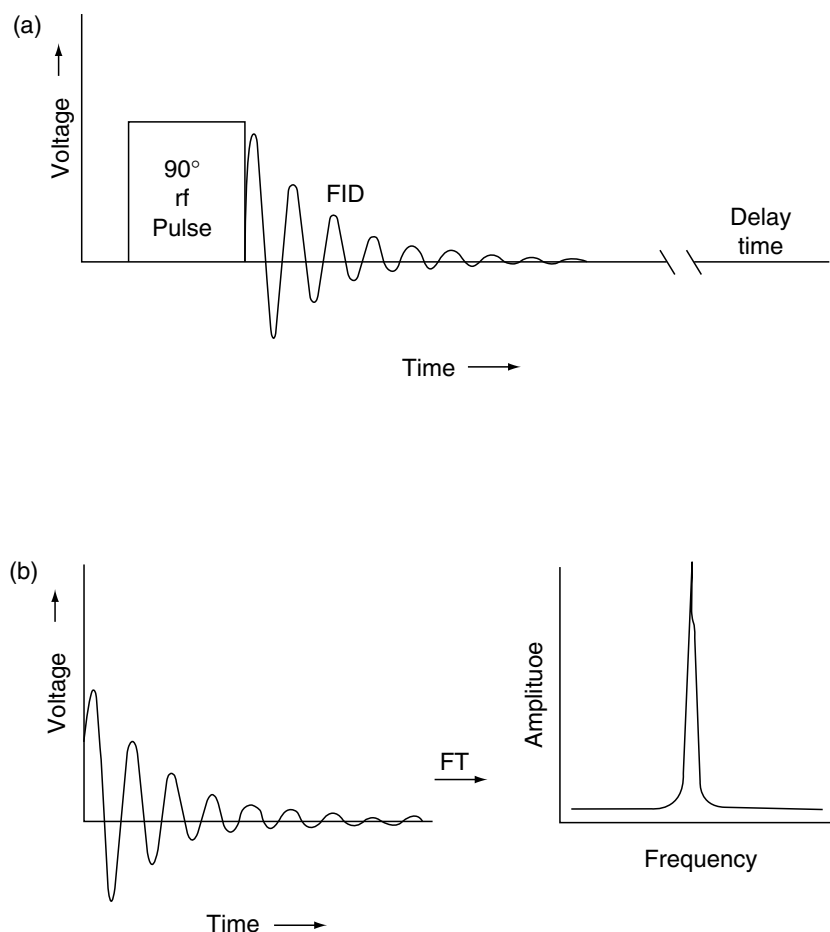 (a)
Voltage
90°
rf
Pulse
FID
Delay
time
Time
(b)
Voltage
Time
FT
Amplituoe
Frequency